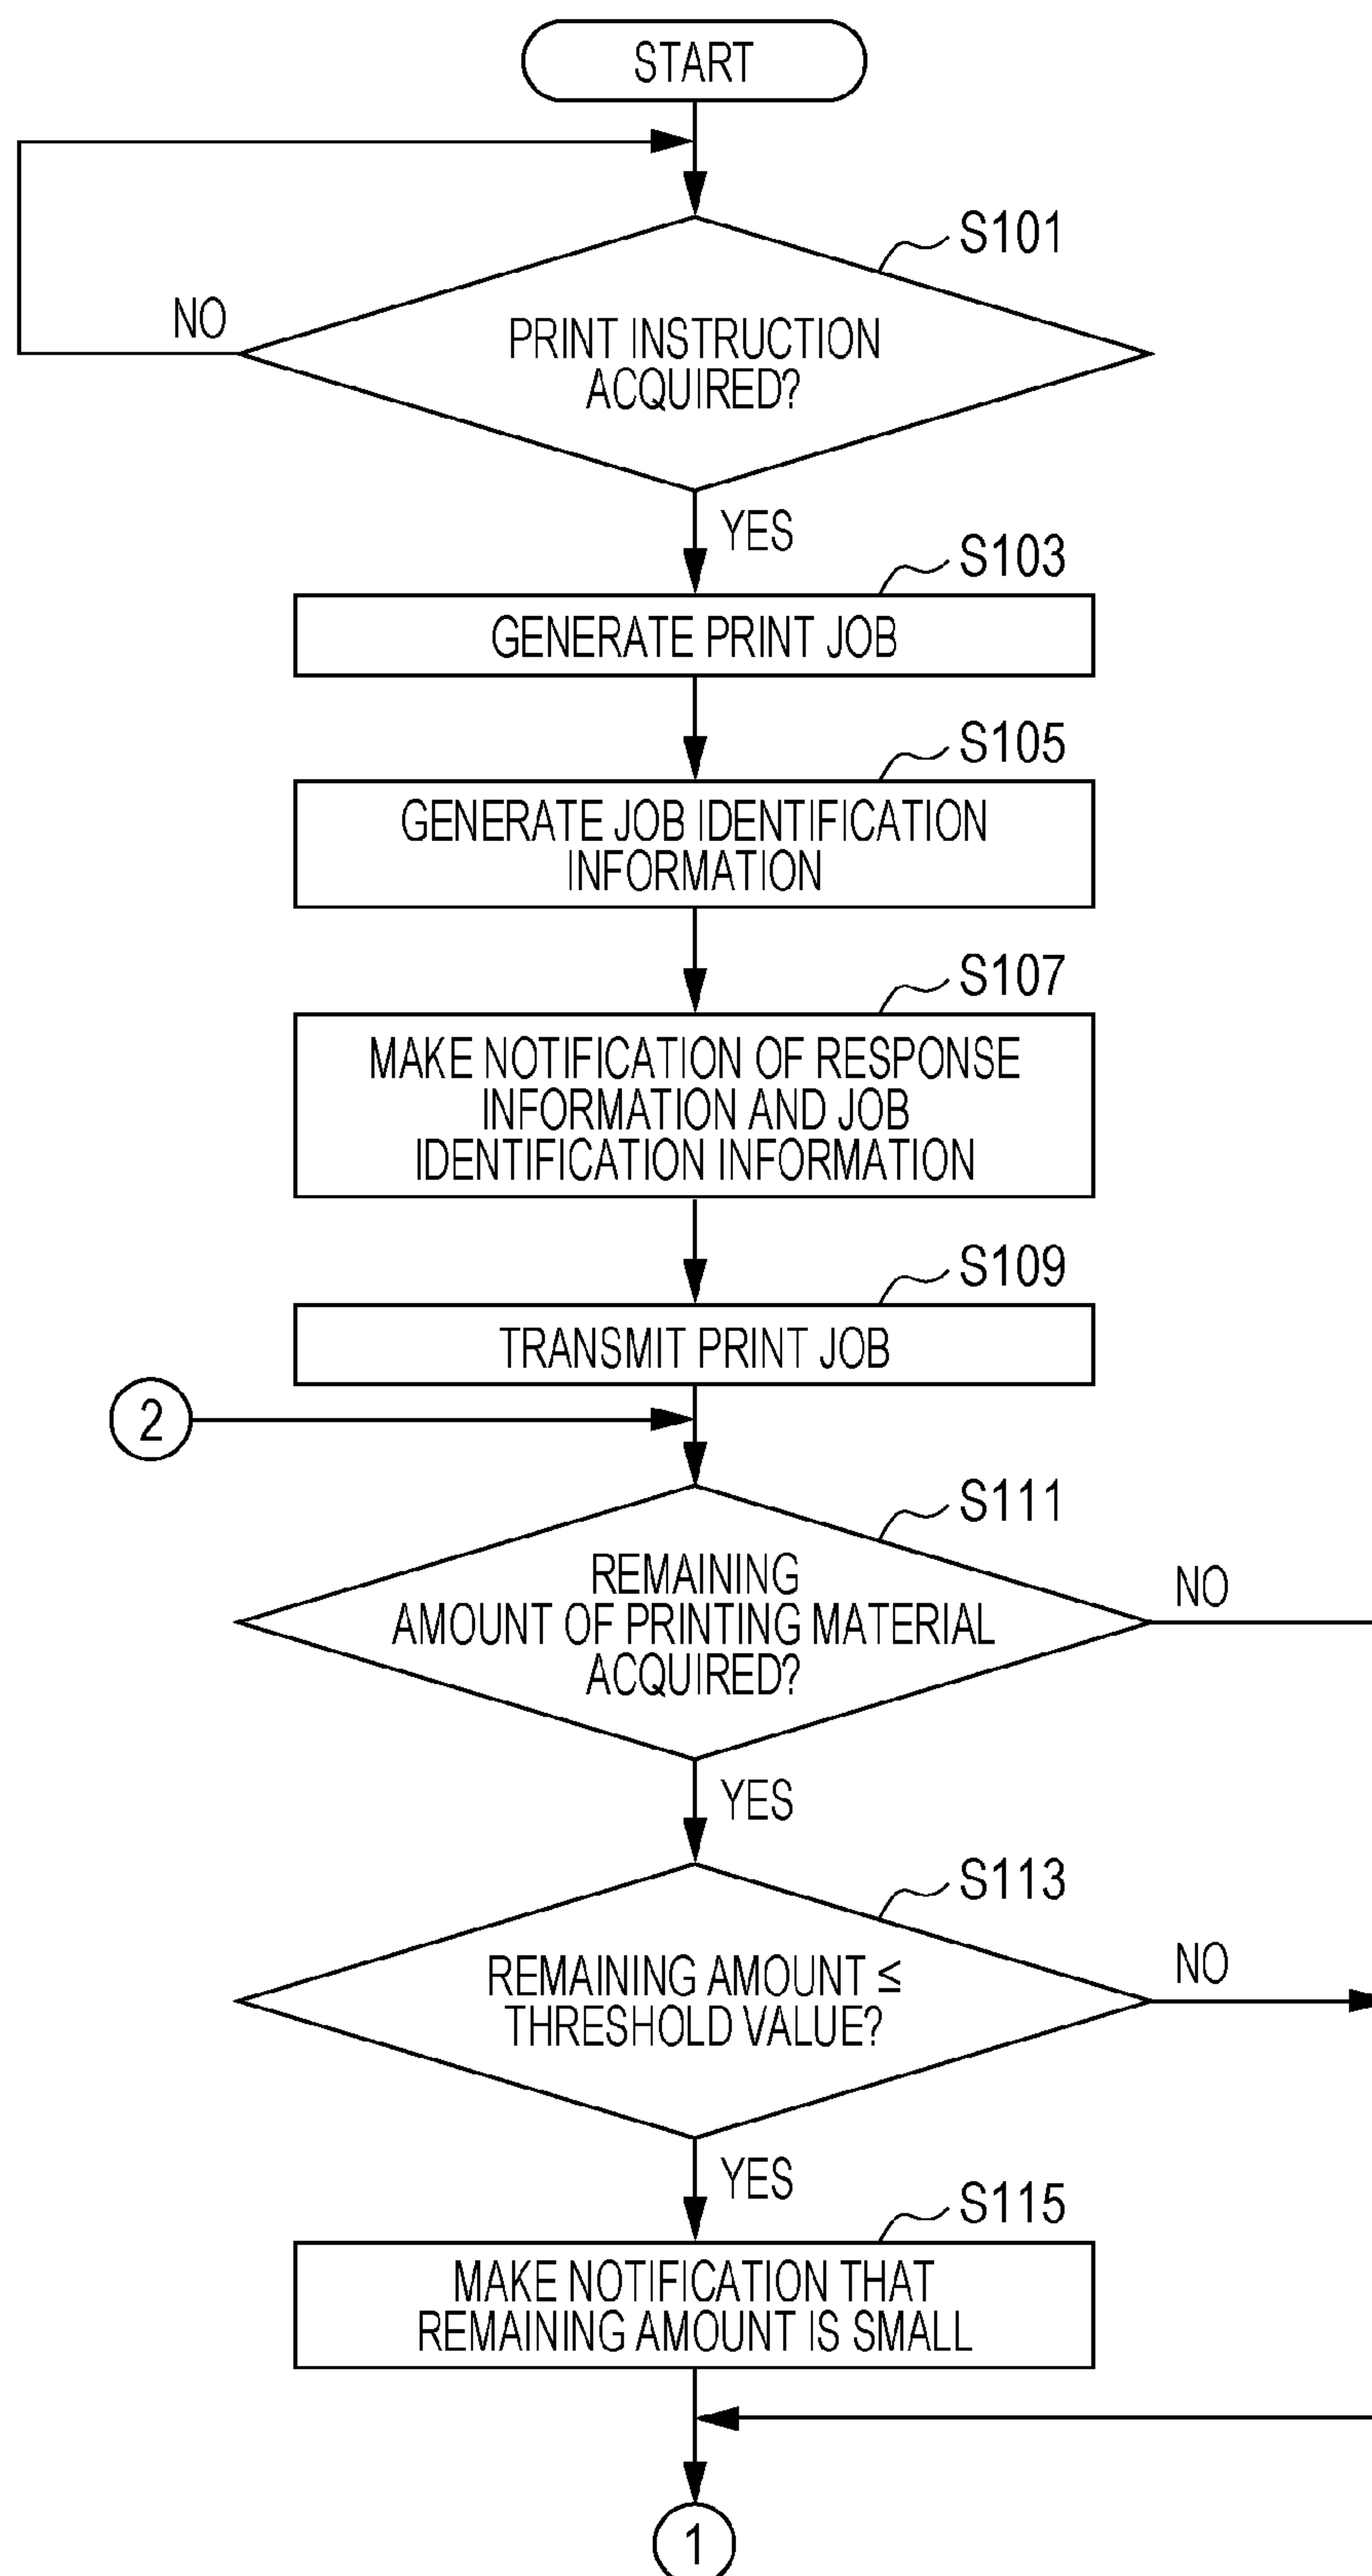 START
S101
NO
PRINT INSTRUCTION
ACQUIRED?
YES
S103
GENERATE PRINT JOB
S105
GENERATE JOB IDENTIFICATION
INFORMATION
S107
MAKE NOTIFICATION OF RESPONSE
INFORMATION AND JOB
IDENTIFICATION INFORMATION
S109
TRANSMIT PRINT JOB
2
S111
REMAINING
AMOUNT OF PRINTING MATERIAL
ACQUIRED?
NO
YES
S113
REMAINING AMOUNT ≤
THRESHOLD VALUE?
NO
YES
S115
MAKE NOTIFICATION THAT
REMAINING AMOUNT IS SMALL
1